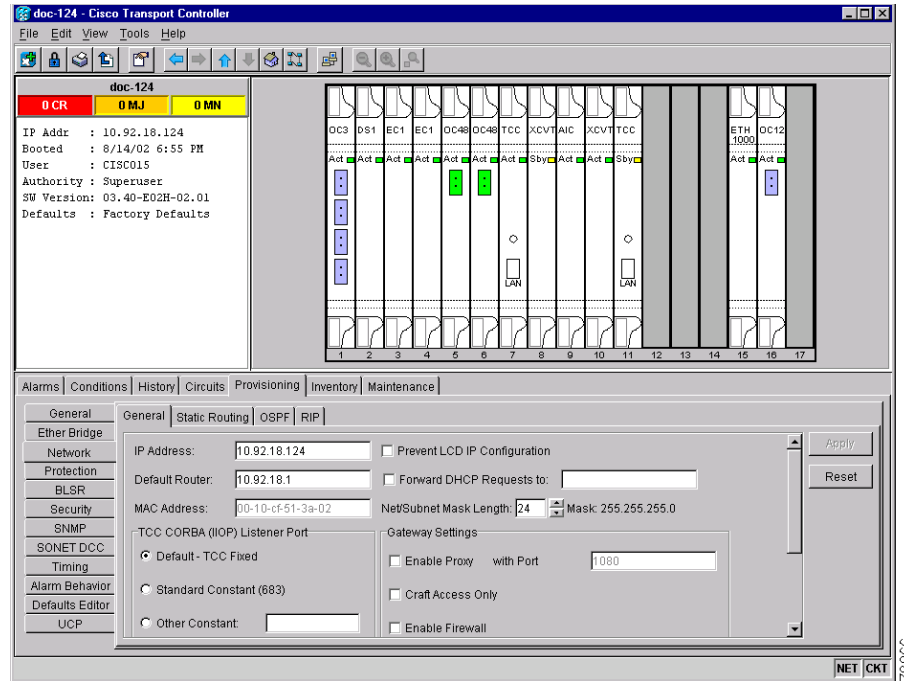 doc-124 - Cisco Transport Controller
File Edit View Tools Help
doc-124
0 CR 0 MJ 0 MN
IP Addr : 10.92.18.124
Booted : 8/14/02 6:55 PM
User : CISCO15
Authority : Superuser
SW Version: 03.40-E02H-02.01
Defaults : Factory Defaults
OC3 DS1 EC1 EC1 OC48 OC48 TCC XCVT AIC XCVT TCC ETH 1000 OC12
Act Act Act Act Act Act Act Sby Act Act Sby Act Act
LAN LAN
1 2 3 4 5 6 7 8 9 10 11 12 13 14 15 16 17
Alarms Conditions History Circuits Provisioning Inventory Maintenance
General
Ether Bridge
Network
Protection
BLSR
Security
SNMP
SONET DCC
Timing
Alarm Behavior
Defaults Editor
UCP
General Static Routing OSPF RIP
IP Address: 10.92.18.124 Prevent LCD IP Configuration
Default Router: 10.92.18.1 Forward DHCP Requests to:
MAC Address: 00-10-cf-51-3a-02 Net/Subnet Mask Length: 24 Mask: 255.255.255.0
TCC CORBA (IIOP) Listener Port Gateway Settings
Default - TCC Fixed Enable Proxy with Port 1080
Standard Constant (683) Craft Access Only
Other Constant: Enable Firewall
Apply
Reset
NET CKT